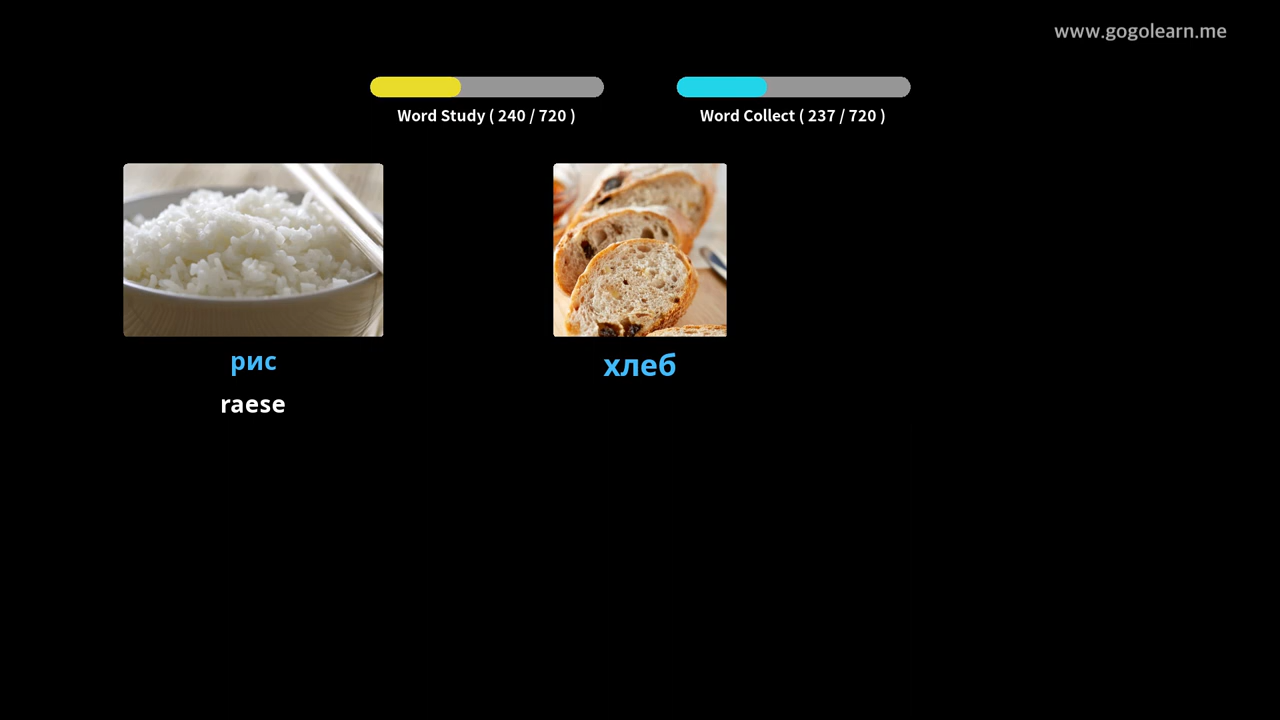 www.gogolearn.me
Word Study ( 240 / 720 )
Word Collect ( 237 / 720 )
рис
хлеб
raese